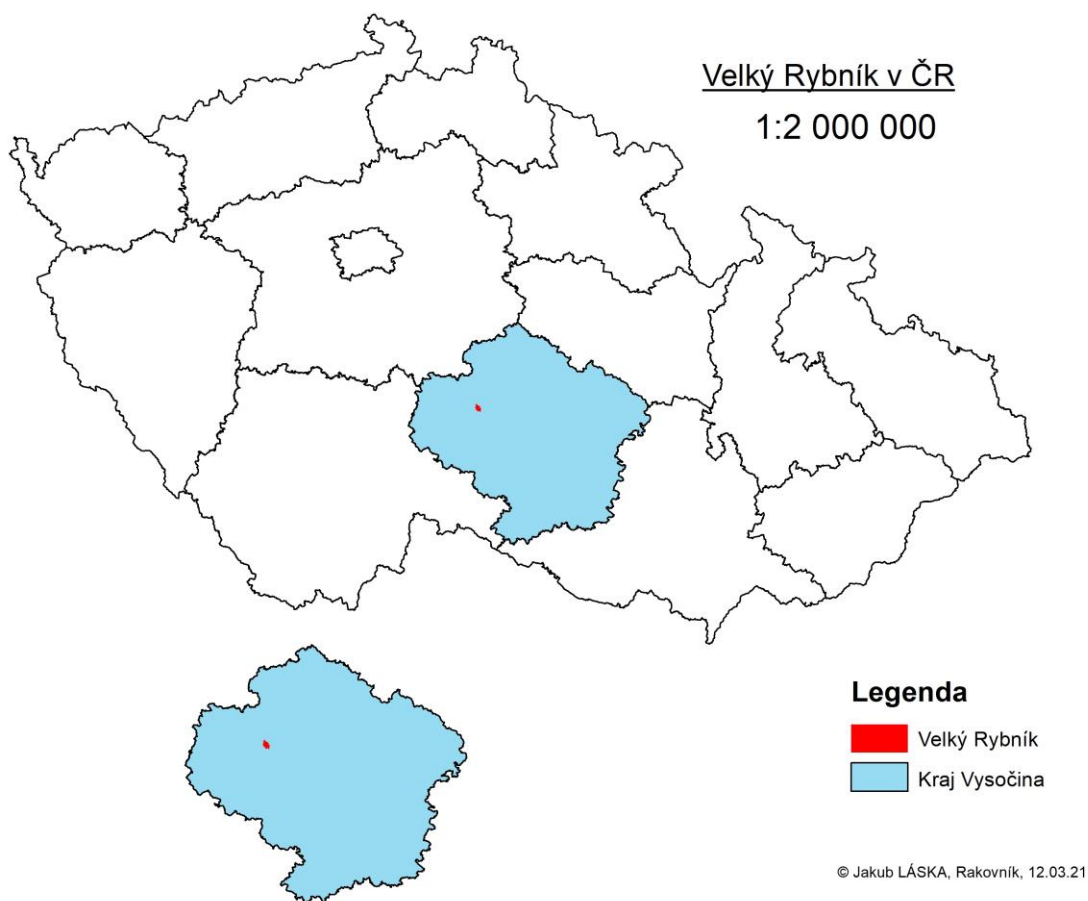 Velký Rybník v ČR
1:2 000 000
Legenda
Velký Rybník
Kraj Vysočina
© Jakub LÁSKA, Rakovník, 12.03.21